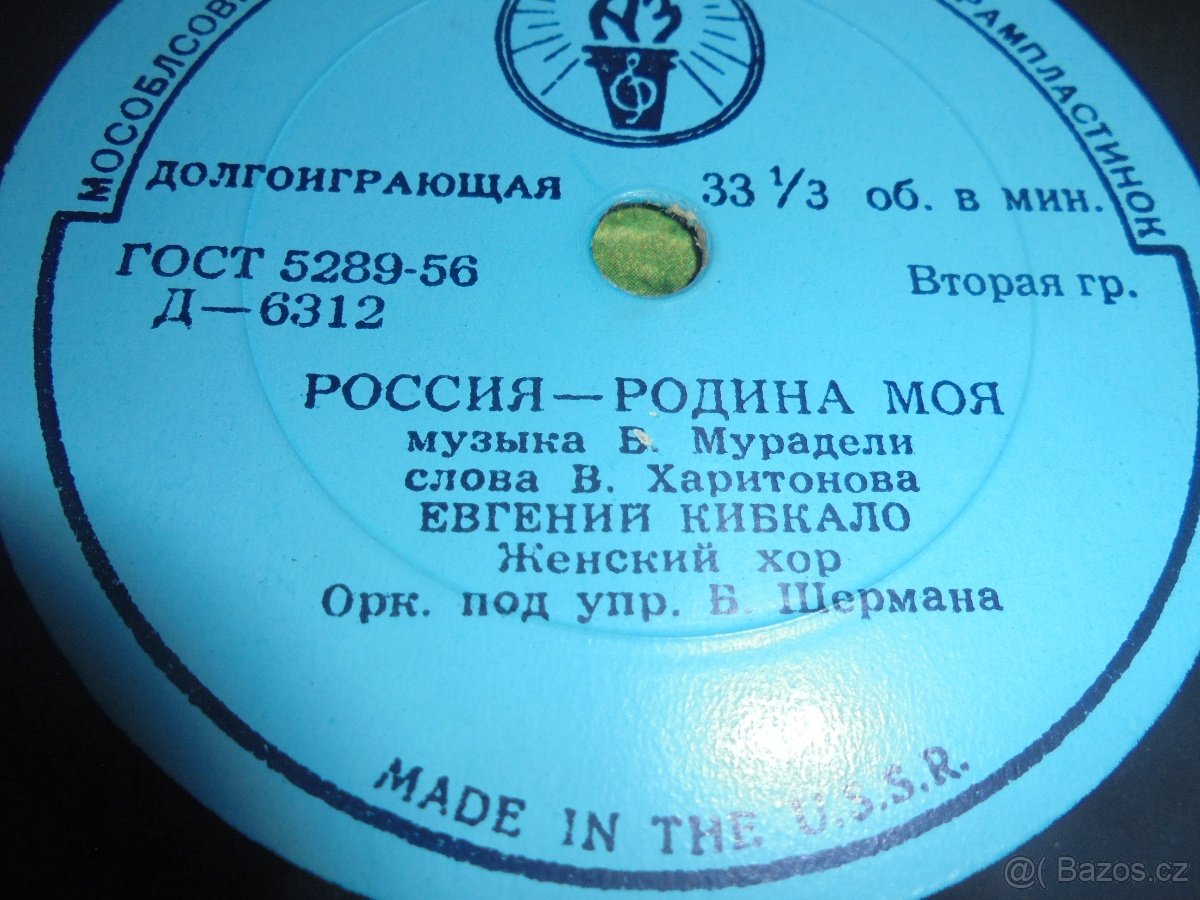 МОСОБЛСОВ
РАМПЛАСТИНОК
ДОЛГОИГРАЮЩАЯ 33 1/3 об. в мин.
ГОСТ 5289-56
Вторая гр.
Д—6312
РОССИЯ—РОДИНА МОЯ
музыка В. Мурадели
слова В. Харитонова
ЕВГЕНИЙ КИБКАЛО
Женский хор
Орк. под упр. Б. Шермана
MADE IN THE U.S.S.R.
@( Bazos.cz